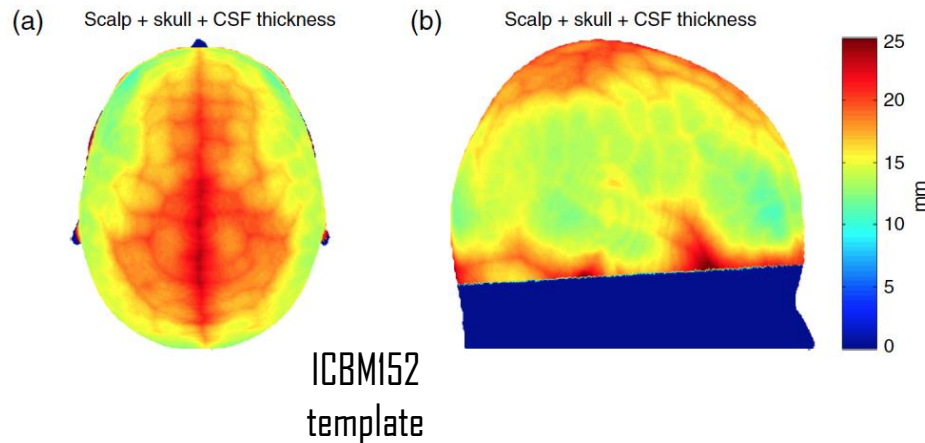 (a) Scalp + skull + CSF thickness
(b) Scalp + skull + CSF thickness
25
20
15
10
5
0
mm
ICBM152
template